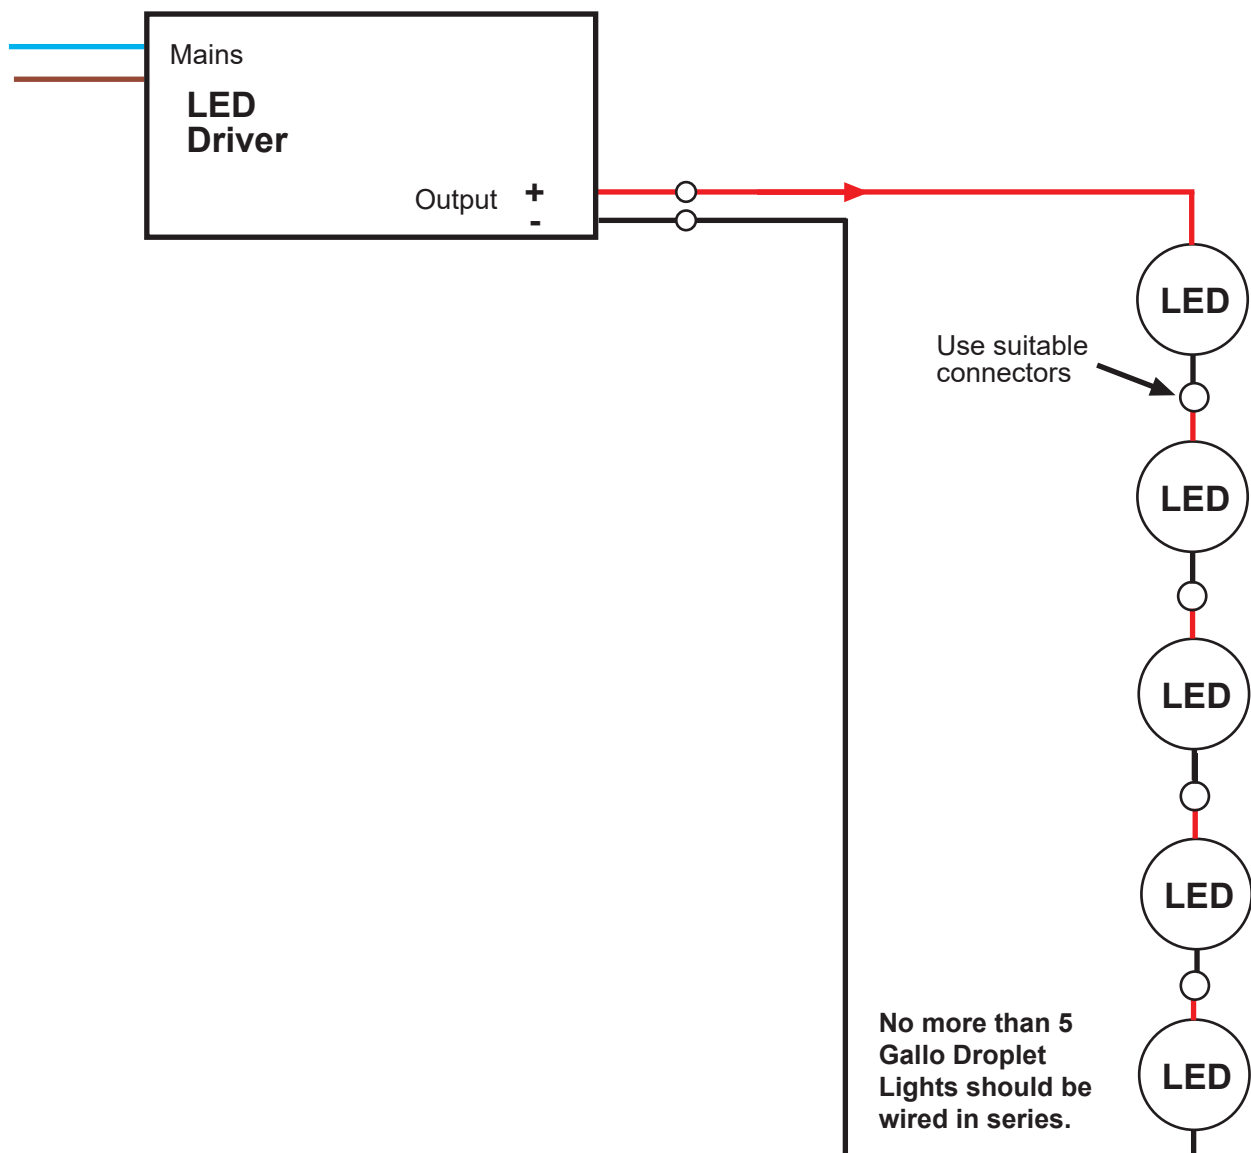 Mains
LED
Driver
Output +
-
LED
Use suitable
connectors
LED
LED
LED
No more than 5
Gallo Droplet
Lights should be
wired in series.
LED